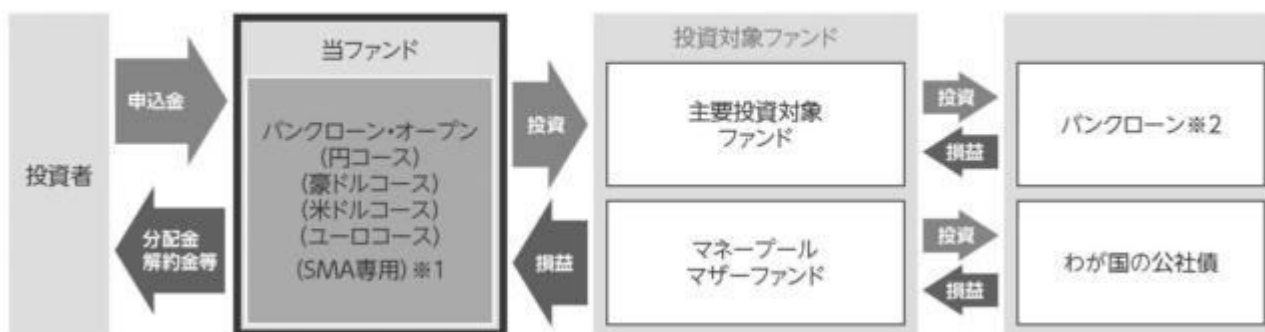 投資者
申込金
分配金
解約金等
当ファンド
バンクローン・オープン
(円コース)
(豪ドルコース)
(米ドルコース)
(ユーロコース)
(SMA専用)※1
投資
損益
投資対象ファンド
主要投資対象
ファンド
マネープール
マザーファンド
投資
損益
投資
損益
バンクローン※2
わが国の公社債